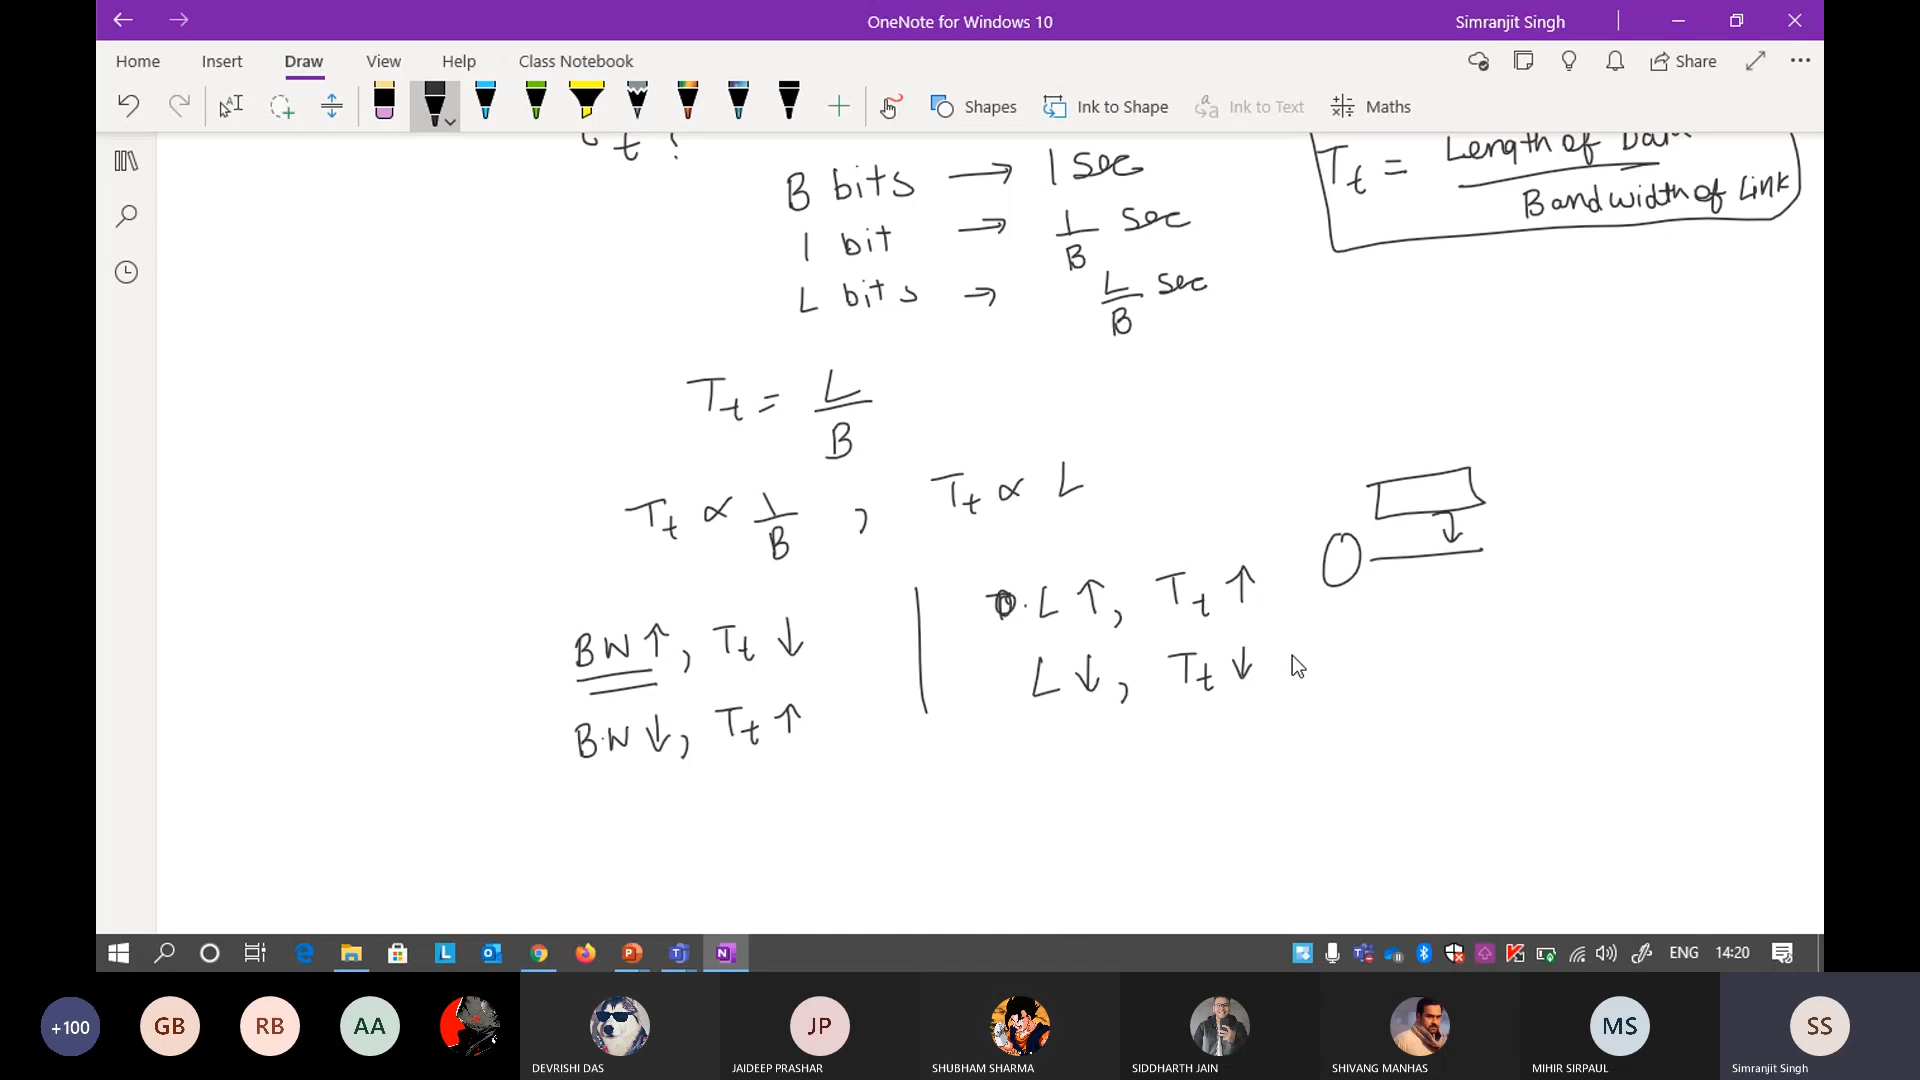 OneNote for Windows 10
Simranjit Singh
Home Insert Draw View Help Class Notebook
Share
Shapes Ink to Shape Ink to Text Maths
t ?
B bits → 1 sec
1 bit → 1/B sec
L bits → L/B sec
Tt = Length of Data / Bandwidth of Link
Tt = L/B
Tt ∝ 1/B , Tt ∝ L
BW ↑, Tt ↓
B.W ↓, Tt ↑
L ↑, Tt ↑
L ↓, Tt ↓
ENG 14:20
+100 GB RB AA JP MS SS
DEVRISHI DAS
JAIDEEP PRASHAR
SHUBHAM SHARMA
SIDDHARTH JAIN
SHIVANG MANHAS
MIHIR SIRPAUL
Simranjit Singh